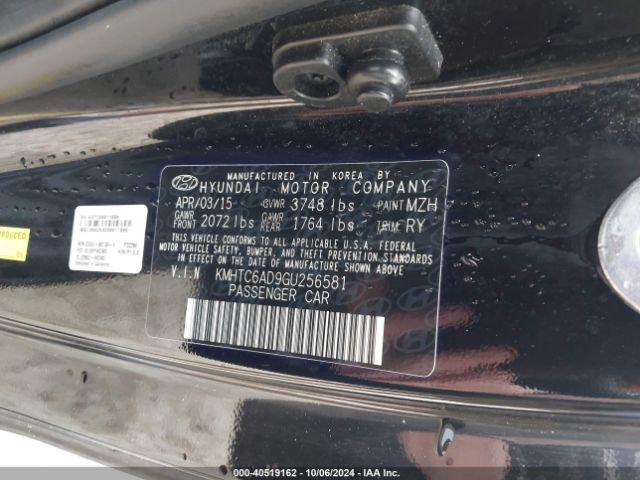 MANUFACTURED IN KOREA BY
HYUNDAI MOTOR COMPANY
APR/03/15 GVWR 3748 lbs PAINT MZH
GAWR FRONT 2072 lbs GAWR REAR 1764 lbs TRIM RY
THIS VEHICLE CONFORMS TO ALL APPLICABLE U.S.A. FEDERAL
MOTOR VEHICLE SAFETY, BUMPER, AND THEFT PREVENTION STANDARDS
IN EFFECT ON THE DATE OF MANUFACTURE SHOWN ABOVE.
V.I.N KMHTC6AD9GU256581
PASSENGER CAR
REDUCED
40-40519162 - 10/06/2024 - IAA Inc.